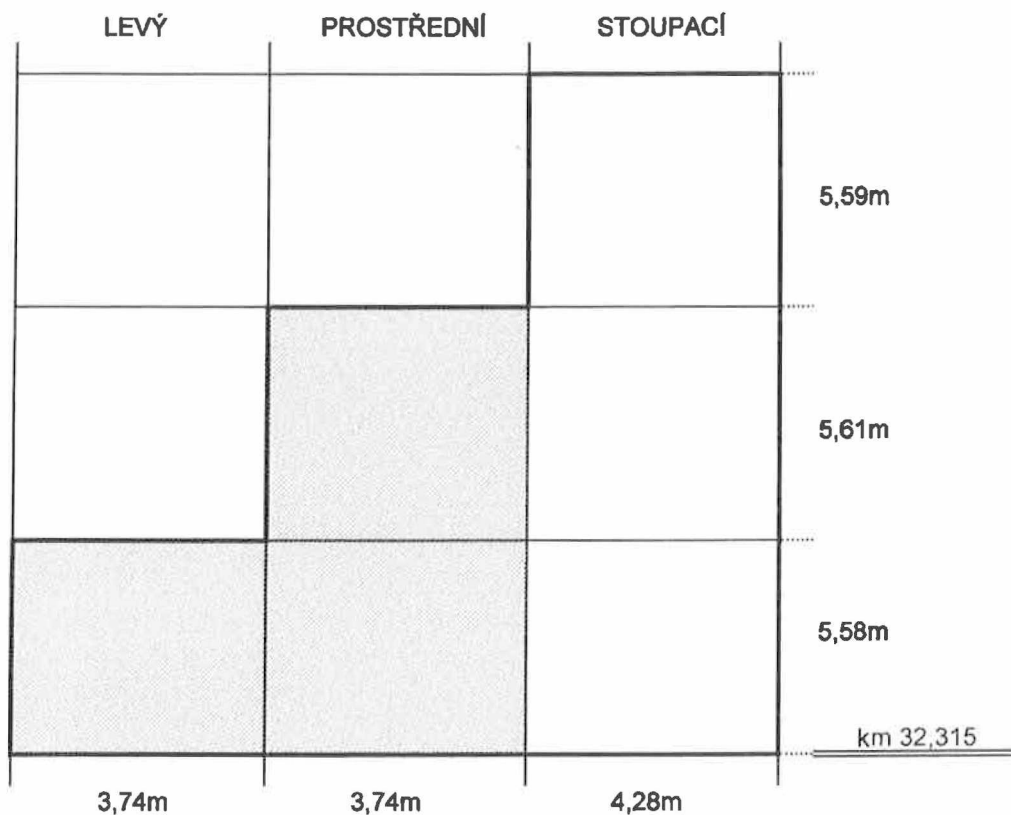 LEVÝ PROSTŘEDNÍ STOUPACÍ
5,59m
5,61m
5,58m
km 32,315
3,74m 3,74m 4,28m